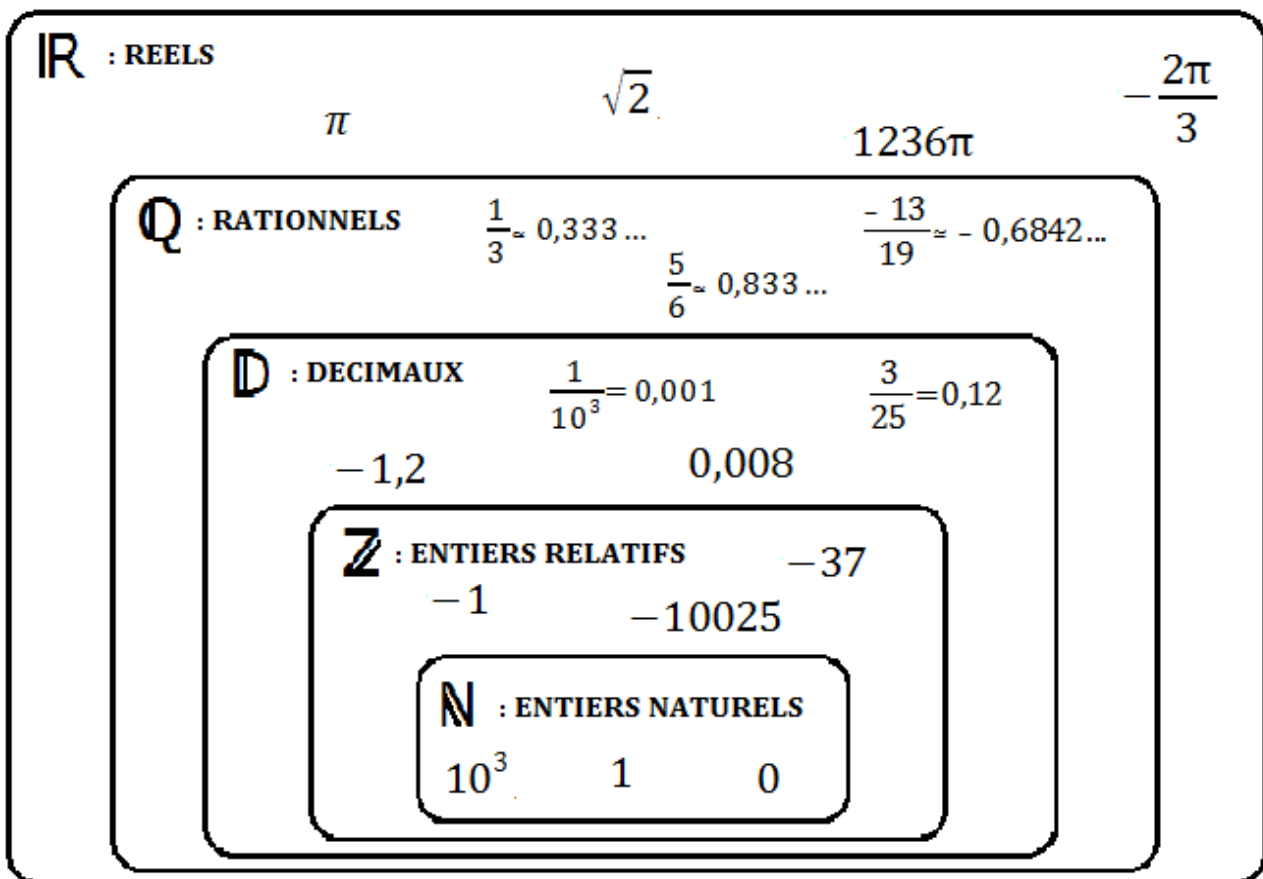 ℝ : REELS
π √2 1236π −2π/3
ℚ : RATIONNELS 1/3 ≃ 0,333... −13/19 ≃ − 0,6842...
5/6 ≃ 0,833...
𝔻 : DECIMAUX 1/10³ = 0,001 3/25 = 0,12
−1,2 0,008
ℤ : ENTIERS RELATIFS −37
−1 −10025
ℕ : ENTIERS NATURELS
10³ 1 0